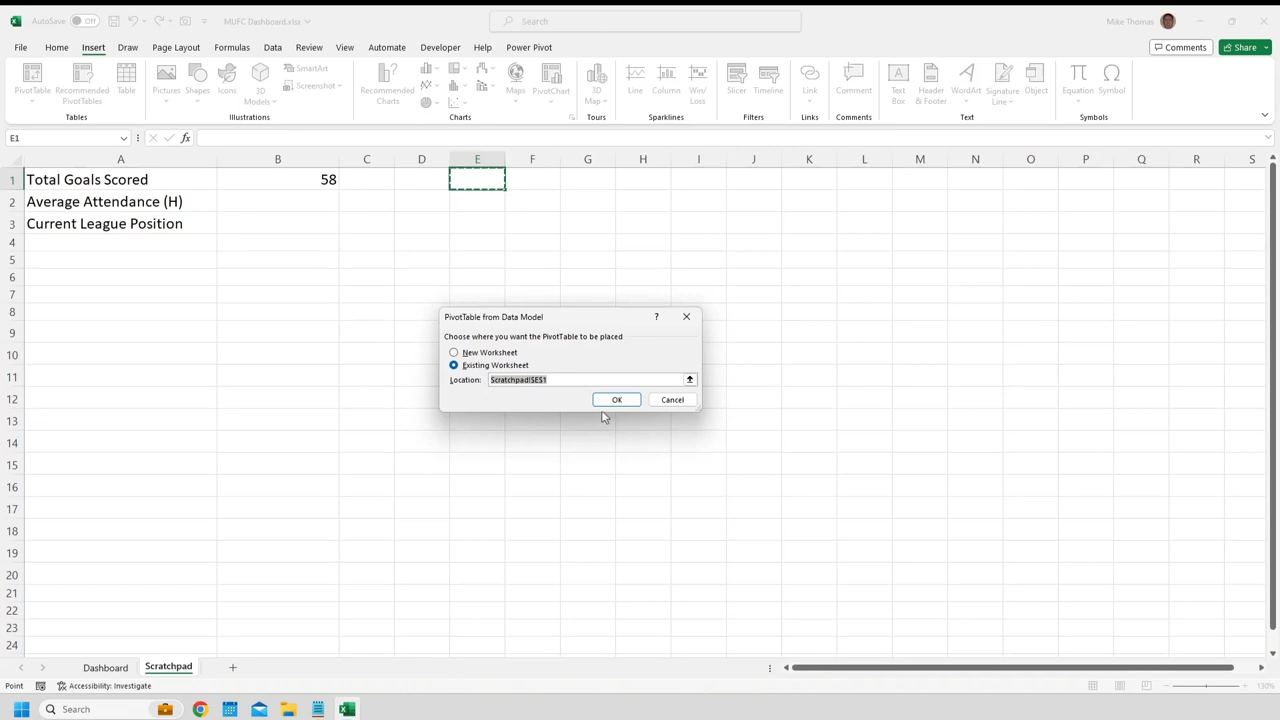 AutoSave Off MUFC Dashboard.xlsx Search Mike Thomas
File Home Insert Draw Page Layout Formulas Data Review View Automate Developer Help Power Pivot Comments Share
PivotTable Recommended PivotTables Table Pictures Shapes Icons 3D Models SmartArt Screenshot Recommended Charts Maps PivotChart 3D Map Line Column Win/Loss Slicer Timeline Link Comment Text Box Header & Footer WordArt Signature Line Object Equation Symbol
Tables Illustrations Charts Tours Sparklines Filters Links Comments Text Symbols
E1 fx
A B C D E F G H I J K L M N O P Q R S
1 Total Goals Scored 58
2 Average Attendance (H)
3 Current League Position
4
5
6
7
8
9
10
11
12
13
14
15
16
17
18
19
20
21
22
23
24
PivotTable from Data Model ?
Choose where you want the PivotTable to be placed
New Worksheet
Existing Worksheet
Location: Scratchpad!$E$1
OK Cancel
Dashboard Scratchpad
Point Accessibility: Investigate 130%
Search